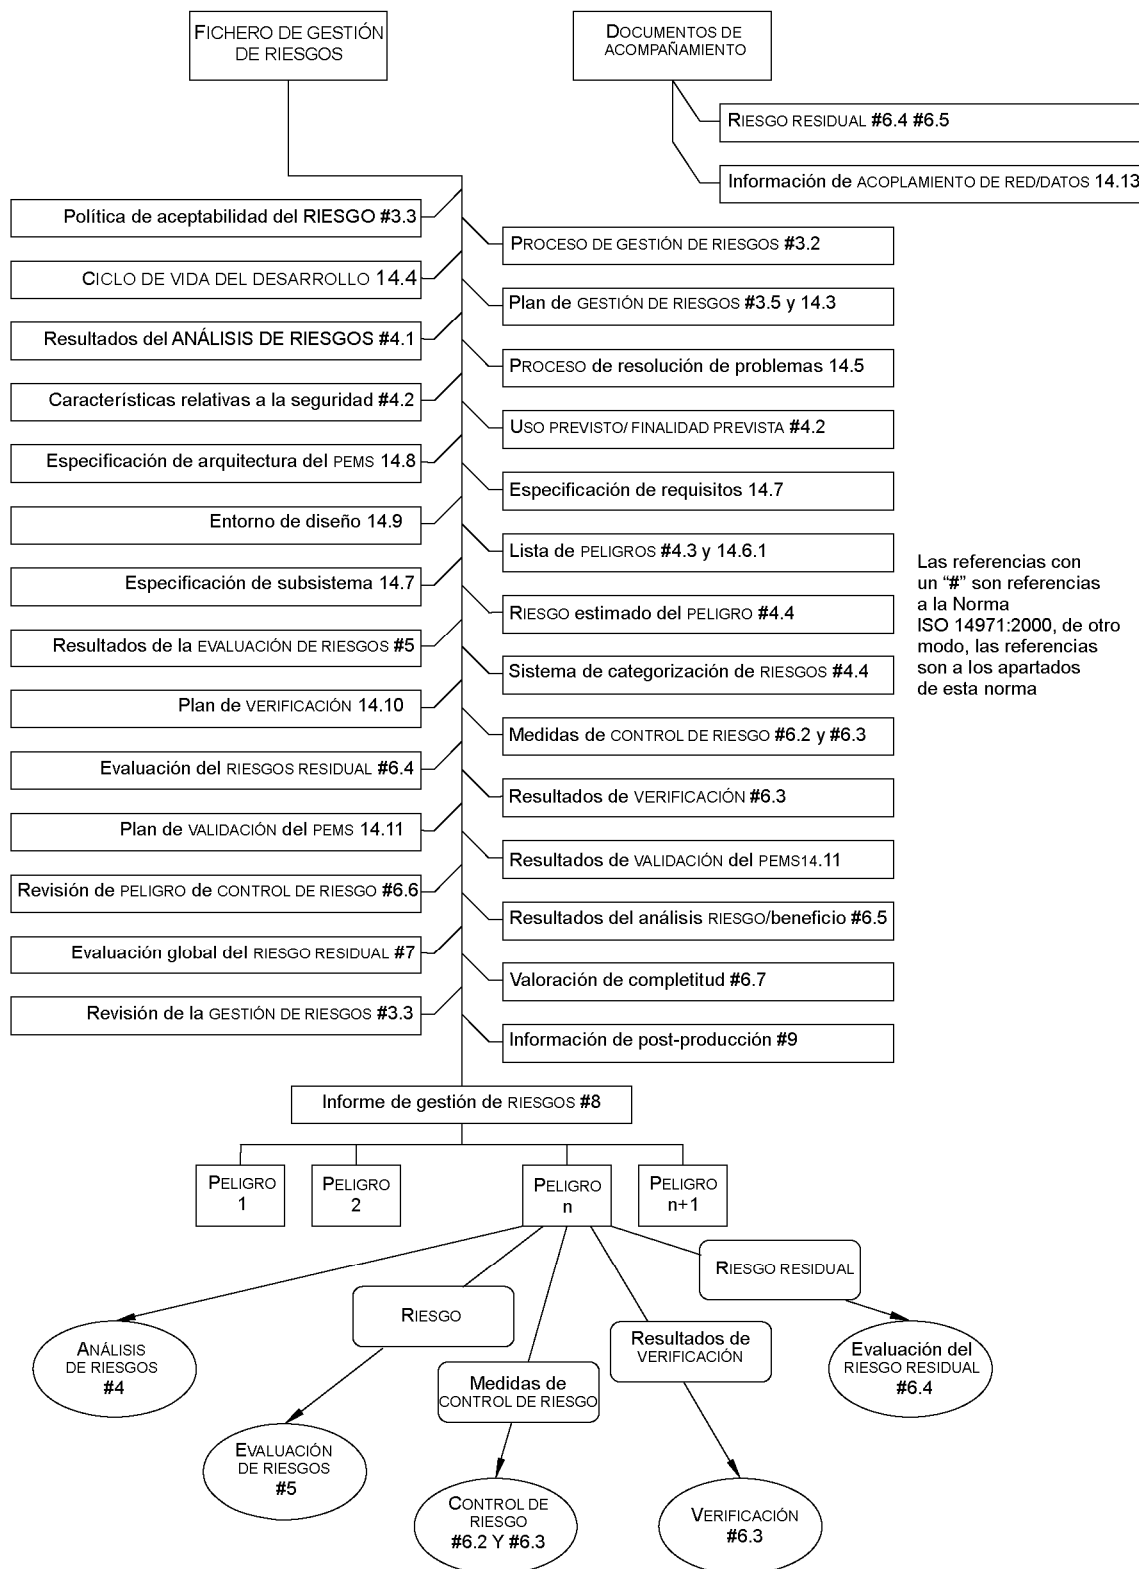 FICHERO DE GESTIÓN
DE RIESGOS
DOCUMENTOS DE
ACOMPAÑAMIENTO
RIESGO RESIDUAL #6.4 #6.5
Información de ACOPLAMIENTO DE RED/DATOS 14.13
Política de aceptabilidad del RIESGO #3.3
PROCESO DE GESTIÓN DE RIESGOS #3.2
CICLO DE VIDA DEL DESARROLLO 14.4
Plan de GESTIÓN DE RIESGOS #3.5 y 14.3
Resultados del ANÁLISIS DE RIESGOS #4.1
PROCESO de resolución de problemas 14.5
Características relativas a la seguridad #4.2
USO PREVISTO/ FINALIDAD PREVISTA #4.2
Especificación de arquitectura del PEMS 14.8
Especificación de requisitos 14.7
Entorno de diseño 14.9
Lista de PELIGROS #4.3 y 14.6.1
Especificación de subsistema 14.7
RIESGO estimado del PELIGRO #4.4
Resultados de la EVALUACIÓN DE RIESGOS #5
Sistema de categorización de RIESGOS #4.4
Plan de VERIFICACIÓN 14.10
Medidas de CONTROL DE RIESGO #6.2 y #6.3
Evaluación del RIESGOS RESIDUAL #6.4
Resultados de VERIFICACIÓN #6.3
Plan de VALIDACIÓN del PEMS 14.11
Resultados de VALIDACIÓN del PEMS14.11
Revisión de PELIGRO de CONTROL DE RIESGO #6.6
Resultados del análisis RIESGO/beneficio #6.5
Evaluación global del RIESGO RESIDUAL #7
Valoración de completitud #6.7
Revisión de la GESTIÓN DE RIESGOS #3.3
Información de post-producción #9
Las referencias con
un “#” son referencias
a la Norma
ISO 14971:2000, de otro
modo, las referencias
son a los apartados
de esta norma
Informe de gestión de RIESGOS #8
PELIGRO
1
PELIGRO
2
PELIGRO
n
PELIGRO
n+1
RIESGO RESIDUAL
RIESGO
Resultados de
VERIFICACIÓN
Medidas de
CONTROL DE RIESGO
ANÁLISIS
DE RIESGOS
#4
Evaluación del
RIESGO RESIDUAL
#6.4
EVALUACIÓN
DE RIESGOS
#5
CONTROL DE
RIESGO
#6.2 Y #6.3
VERIFICACIÓN
#6.3